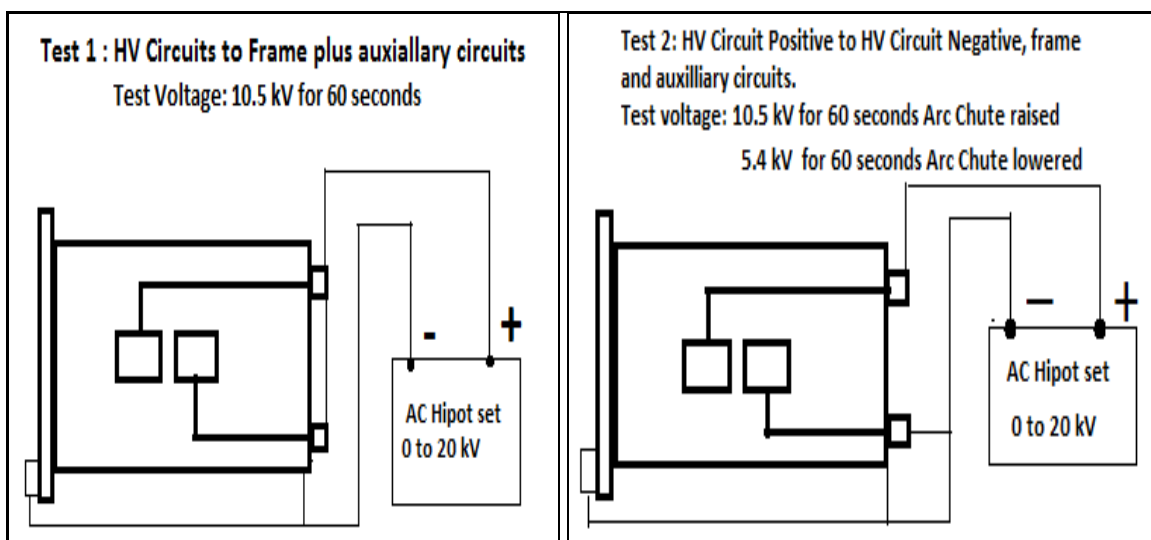 Test 1 : HV Circuits to Frame plus auxiallary circuits
Test Voltage: 10.5 kV for 60 seconds
-
+
AC Hipot set
0 to 20 kV
Test 2: HV Circuit Positive to HV Circuit Negative, frame
and auxilliary circuits.
Test voltage: 10.5 kV for 60 seconds Arc Chute raised
5.4 kV for 60 seconds Arc Chute lowered
—
+
AC Hipot set
0 to 20 kV